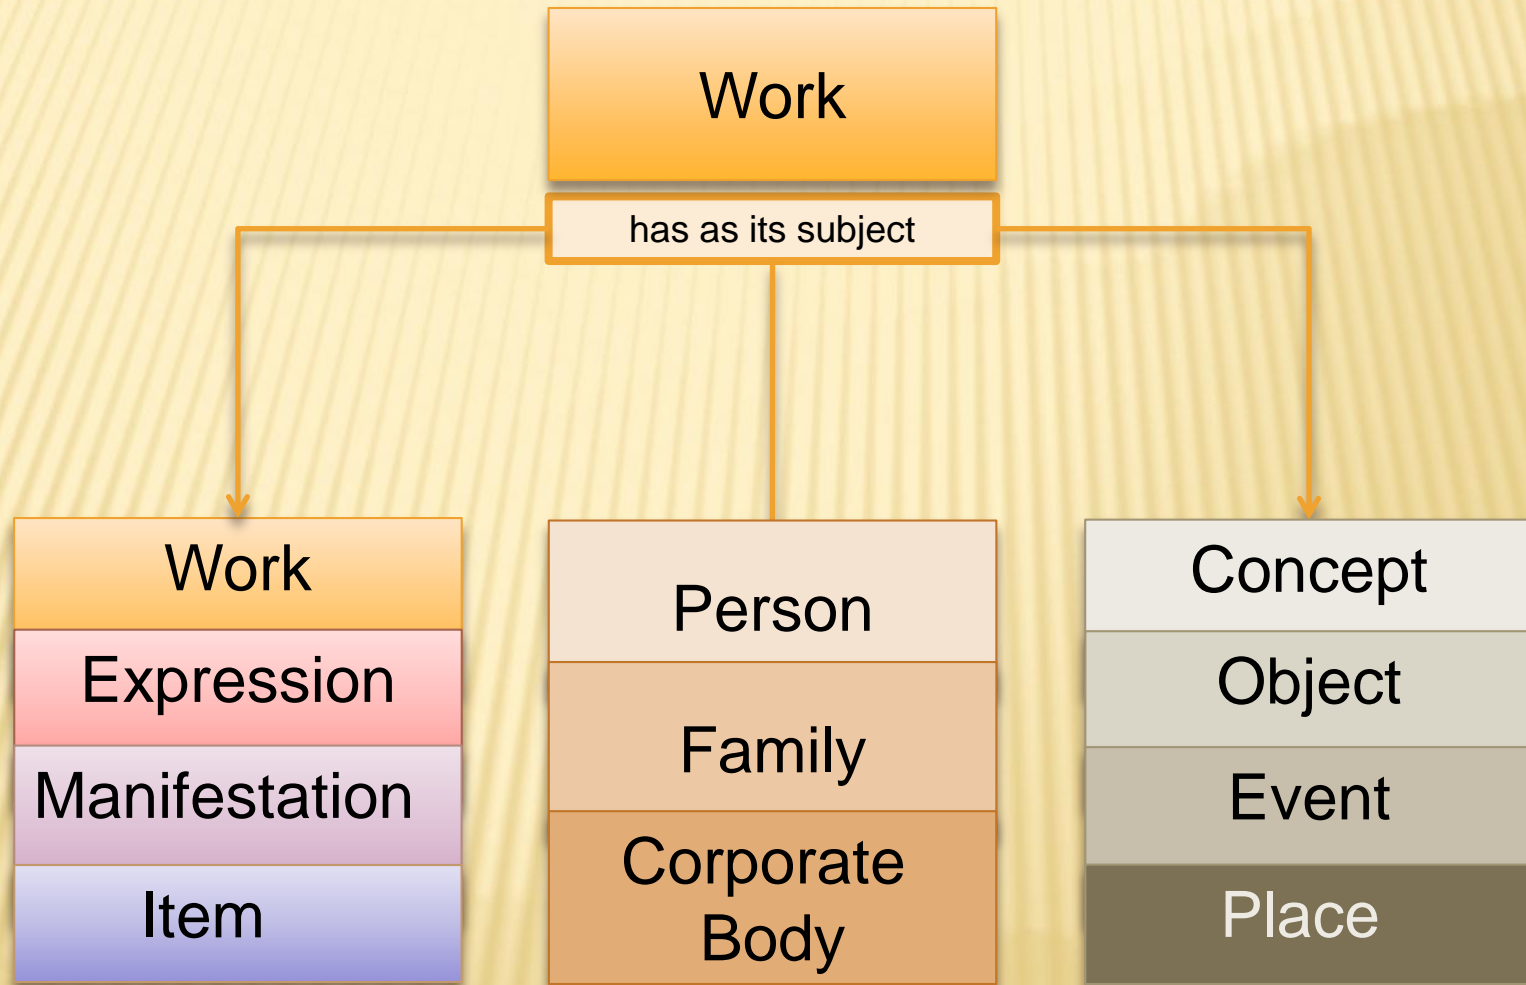 Work
has as its subject
Work
Expression
Manifestation
Item
Person
Family
Corporate
Body
Concept
Object
Event
Place